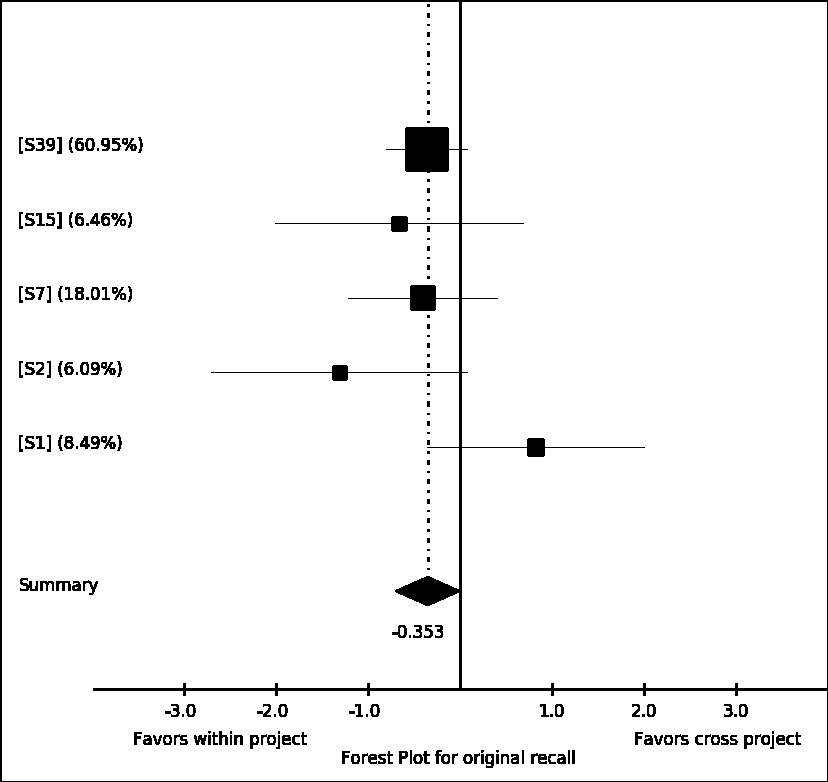 [S39] (60.95%)
[S15] (6.46%)
[S7] (18.01%)
[S2] (6.09%)
[S1] (8.49%)
Summary
-0.353
-3.0 -2.0 -1.0 1.0 2.0 3.0
Favors within project Favors cross project
Forest Plot for original recall